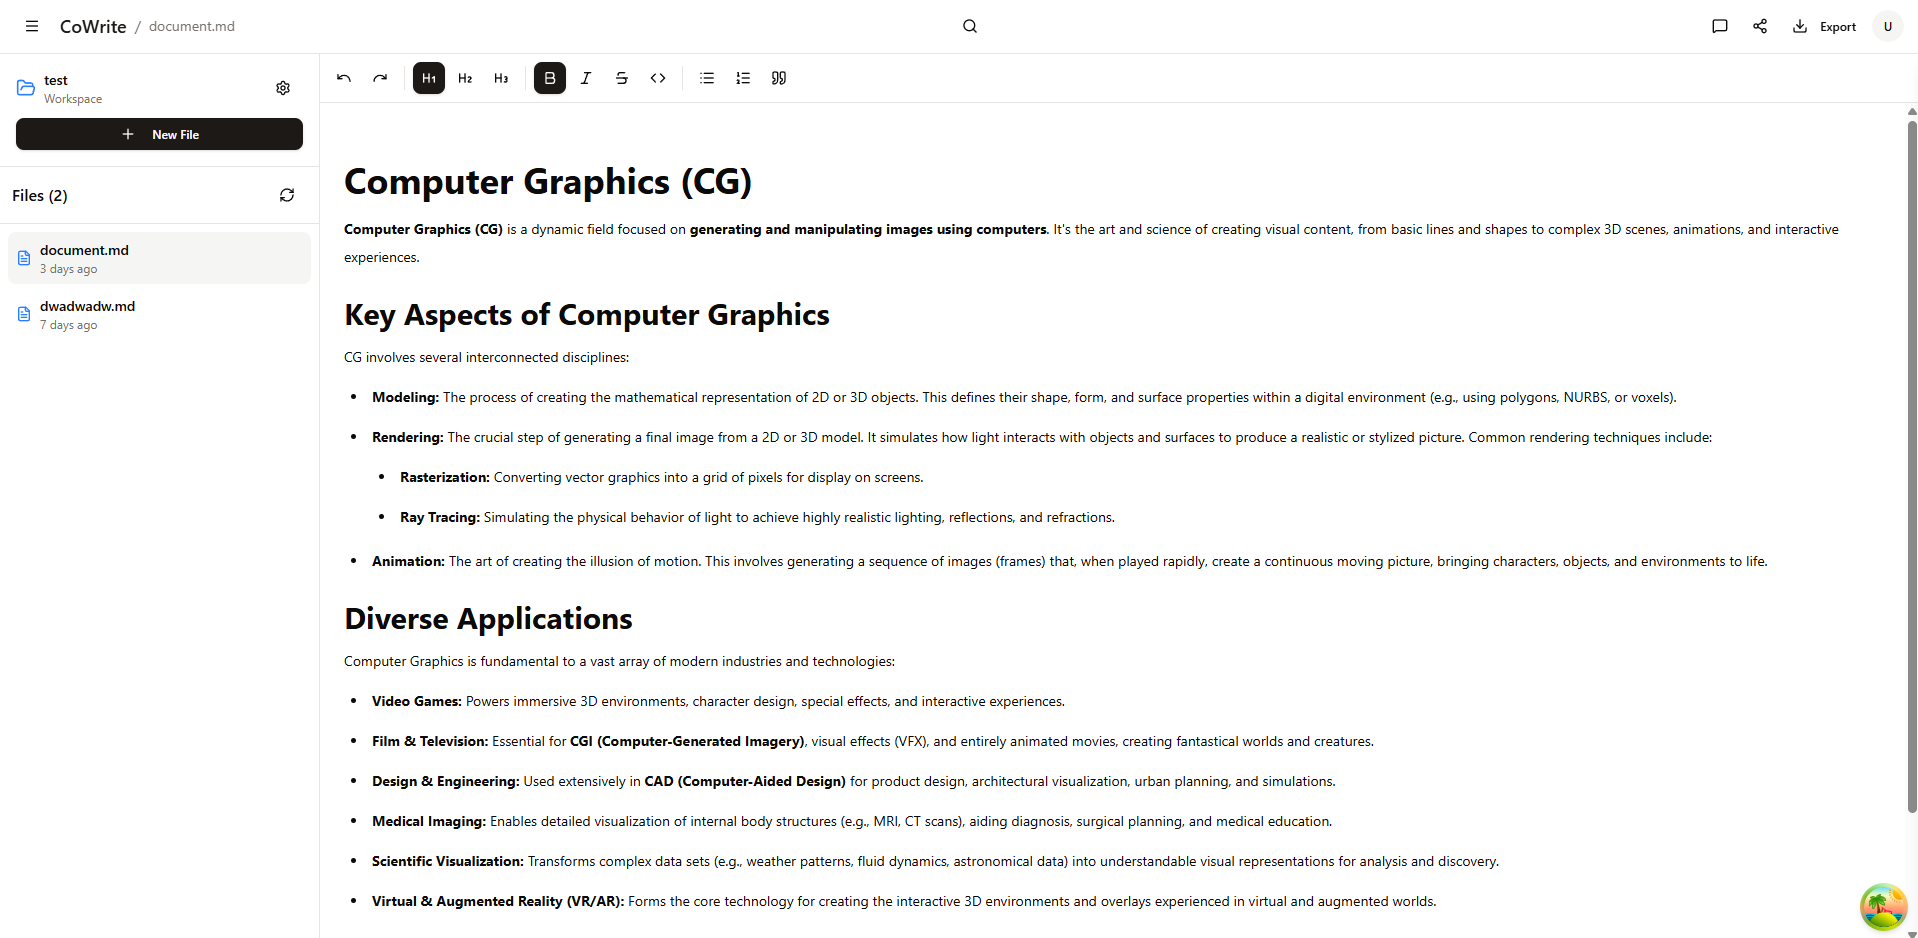 CoWrite / document.md
Export
U
test
Workspace
New File
Files (2)
document.md
3 days ago
dwadwadw.md
7 days ago
H1 H2 H3 B I S
Computer Graphics (CG)
Computer Graphics (CG) is a dynamic field focused on generating and manipulating images using computers. It's the art and science of creating visual content, from basic lines and shapes to complex 3D scenes, animations, and interactive
experiences.
Key Aspects of Computer Graphics
CG involves several interconnected disciplines:
• Modeling: The process of creating the mathematical representation of 2D or 3D objects. This defines their shape, form, and surface properties within a digital environment (e.g., using polygons, NURBS, or voxels).
• Rendering: The crucial step of generating a final image from a 2D or 3D model. It simulates how light interacts with objects and surfaces to produce a realistic or stylized picture. Common rendering techniques include:
• Rasterization: Converting vector graphics into a grid of pixels for display on screens.
• Ray Tracing: Simulating the physical behavior of light to achieve highly realistic lighting, reflections, and refractions.
• Animation: The art of creating the illusion of motion. This involves generating a sequence of images (frames) that, when played rapidly, create a continuous moving picture, bringing characters, objects, and environments to life.
Diverse Applications
Computer Graphics is fundamental to a vast array of modern industries and technologies:
• Video Games: Powers immersive 3D environments, character design, special effects, and interactive experiences.
• Film & Television: Essential for CGI (Computer-Generated Imagery), visual effects (VFX), and entirely animated movies, creating fantastical worlds and creatures.
• Design & Engineering: Used extensively in CAD (Computer-Aided Design) for product design, architectural visualization, urban planning, and simulations.
• Medical Imaging: Enables detailed visualization of internal body structures (e.g., MRI, CT scans), aiding diagnosis, surgical planning, and medical education.
• Scientific Visualization: Transforms complex data sets (e.g., weather patterns, fluid dynamics, astronomical data) into understandable visual representations for analysis and discovery.
• Virtual & Augmented Reality (VR/AR): Forms the core technology for creating the interactive 3D environments and overlays experienced in virtual and augmented worlds.